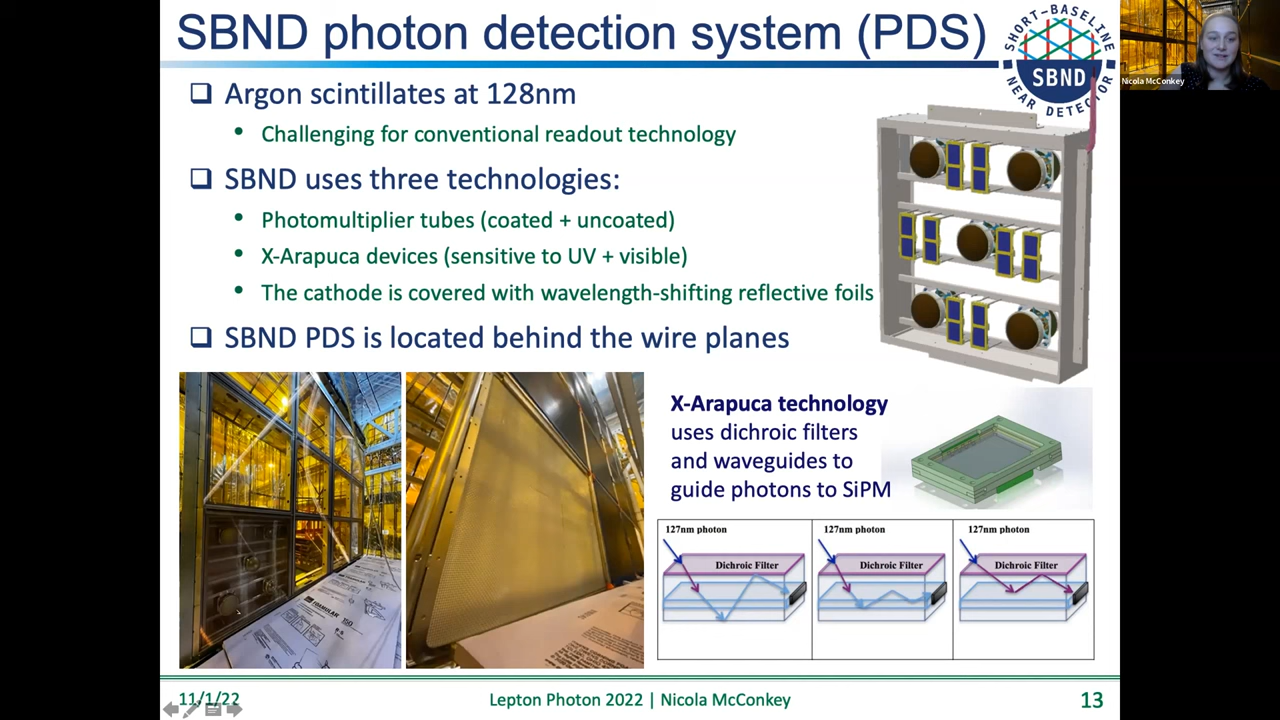 SBND photon detection system (PDS)
SHORT-BASELINE
SBND
NEAR DETECTOR
Nicola McConkey
❑ Argon scintillates at 128nm
• Challenging for conventional readout technology
❑ SBND uses three technologies:
• Photomultiplier tubes (coated + uncoated)
• X-Arapuca devices (sensitive to UV + visible)
• The cathode is covered with wavelength-shifting reflective foils
❑ SBND PDS is located behind the wire planes
FOAMULAR
150
X-Arapuca technology
uses dichroic filters
and waveguides to
guide photons to SiPM
127nm photon
Dichroic Filter
127nm photon
Dichroic Filter
127nm photon
Dichroic Filter
11/1/22
Lepton Photon 2022 | Nicola McConkey
13